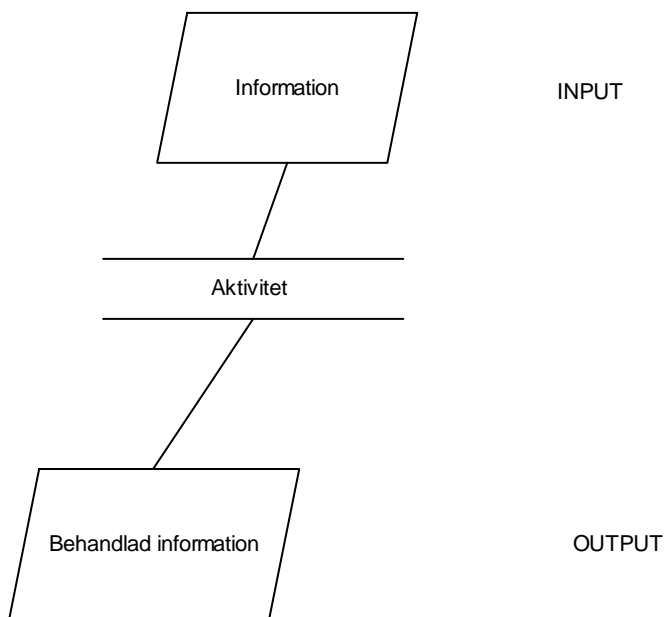 Information
INPUT
Aktivitet
Behandlad information
OUTPUT